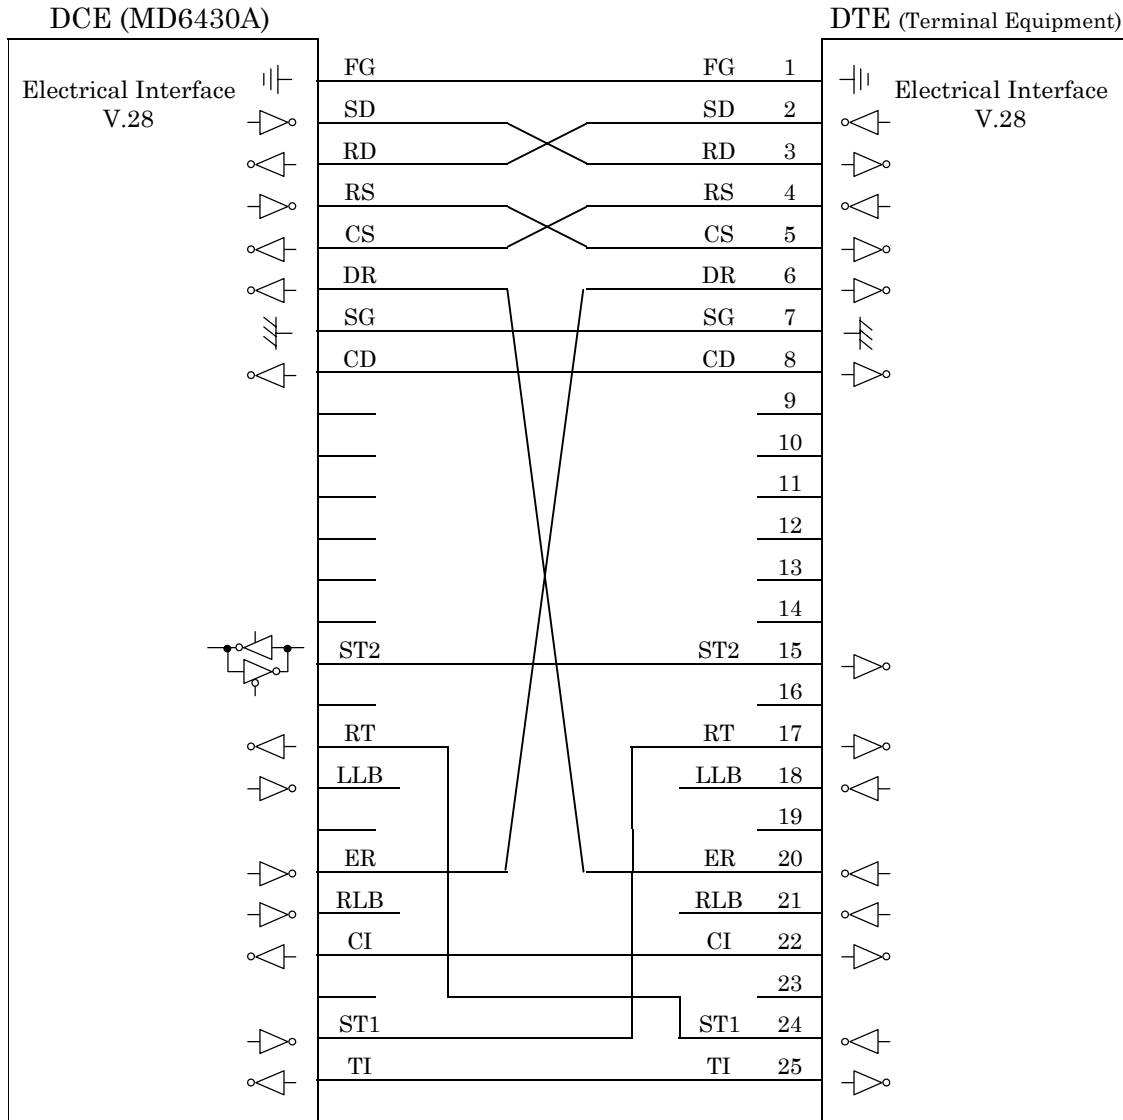 DCE (MD6430A) DTE (Terminal Equipment)
Electrical Interface
V.28
Electrical Interface
V.28
FG FG 1
SD SD 2
RD RD 3
RS RS 4
CS CS 5
DR DR 6
SG SG 7
CD CD 8
9
10
11
12
13
14
ST2 ST2 15
16
RT RT 17
LLB LLB 18
19
ER ER 20
RLB RLB 21
CI CI 22
23
ST1 ST1 24
TI TI 25